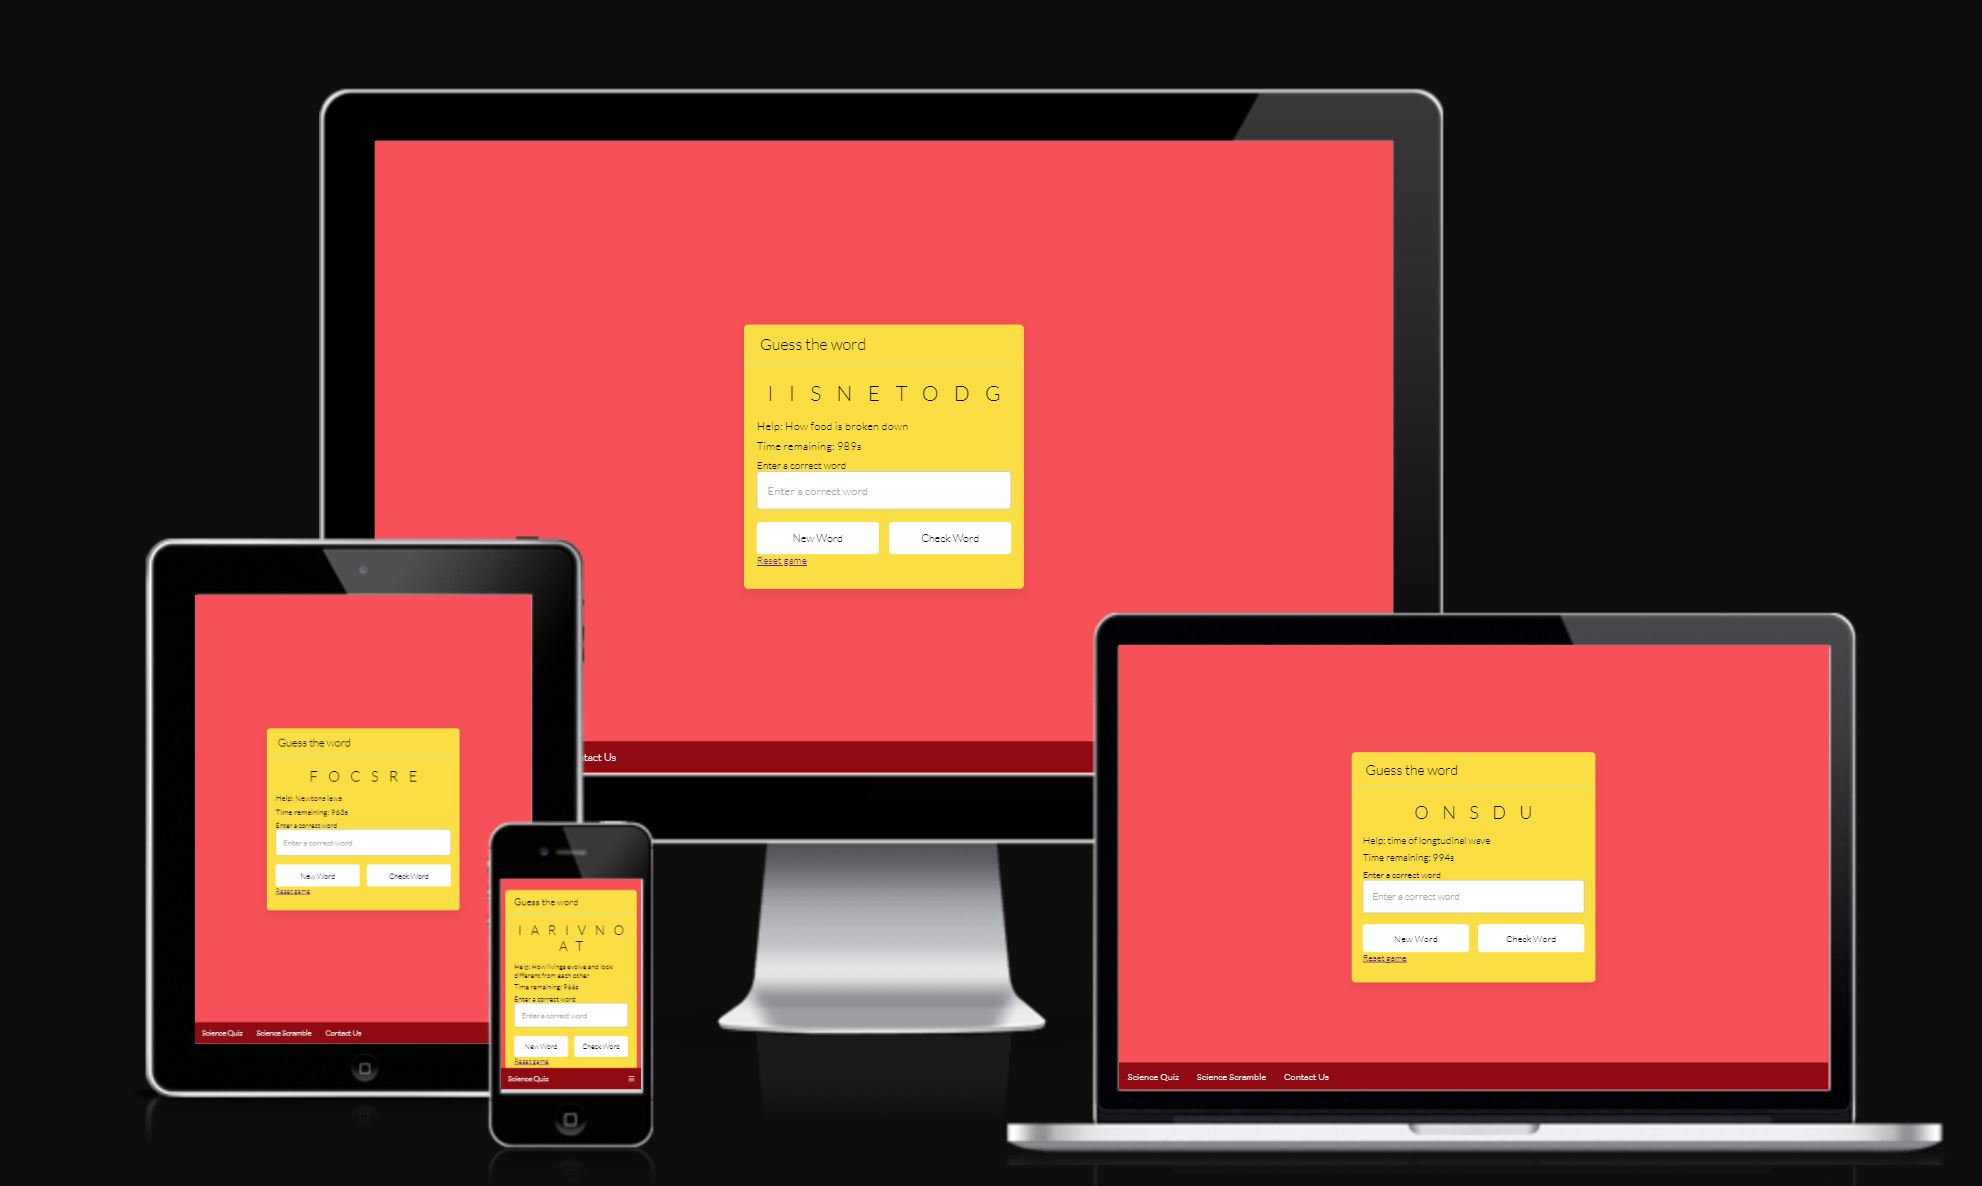 Guess the word
I I S N E T O D G
Help: How food is broken down
Time remaining: 989s
Enter a correct word
Enter a correct word
New Word Check Word
Reset game
tact Us
Guess the word
F O C S R E
Help: Newtons laws
Time remaining: 963s
Enter a correct word
Enter a correct word
New Word Check Word
Reset game
Science Quiz Science Scramble Contact Us
Guess the word
I A R I V N O
A T
Help: How livings evolve and look
different from each other
Time remaining: 966s
Enter a correct word
Enter a correct word
New Word Check Word
Reset game
Science Quiz
Guess the word
O N S D U
Help: time of longtudinal wave
Time remaining: 994s
Enter a correct word
Enter a correct word
New Word Check Word
Reset game
Science Quiz Science Scramble Contact Us